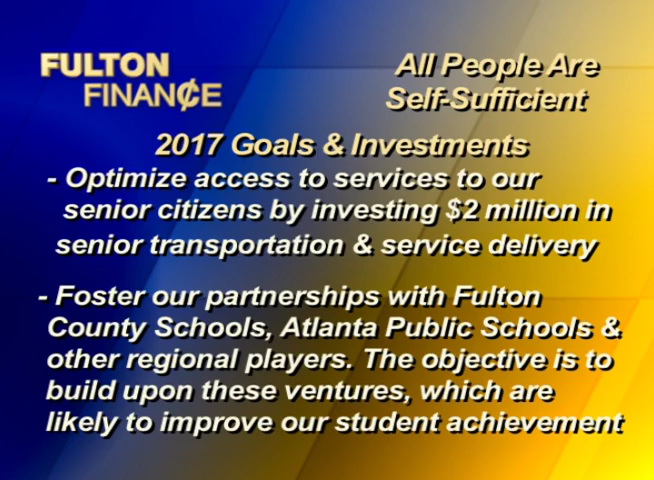 FULTON
FINAN¢E
All People Are
Self-Sufficient
2017 Goals & Investments
- Optimize access to services to our
senior citizens by investing $2 million in
senior transportation & service delivery
- Foster our partnerships with Fulton
County Schools, Atlanta Public Schools &
other regional players. The objective is to
build upon these ventures, which are
likely to improve our student achievement